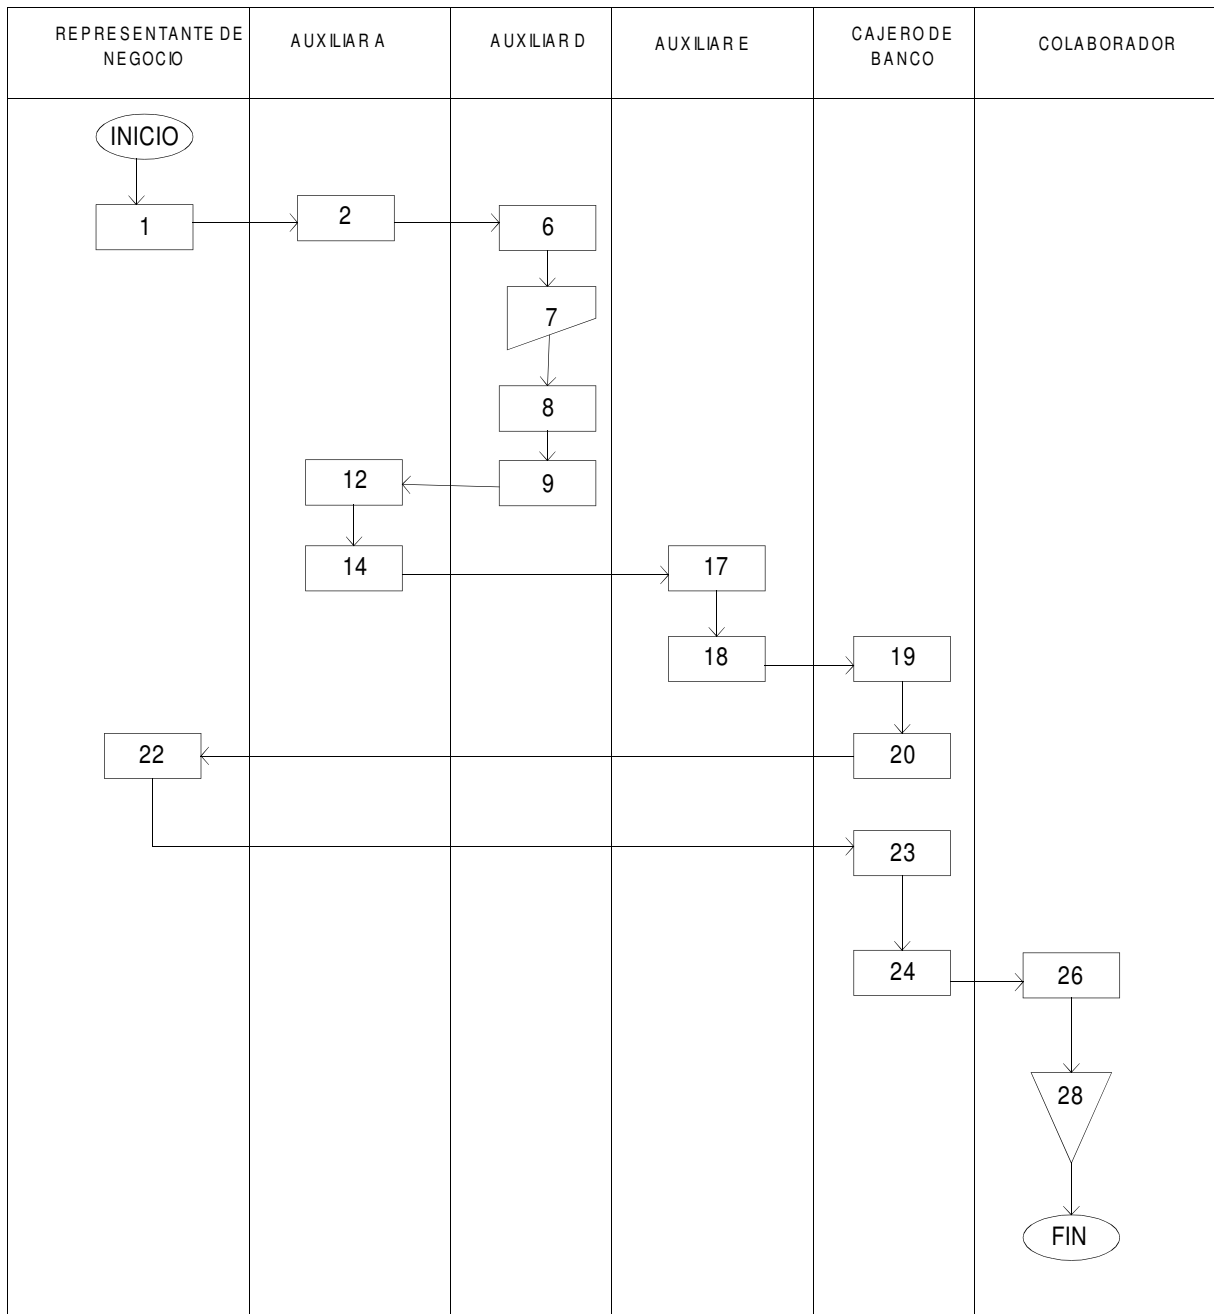 REPRESENTANTE DE
NEGOCIO
AUXILIAR A
AUXILIAR D
AUXILIAR E
CAJERO DE
BANCO
COLABORADOR
INICIO
1
2
6
7
8
12
9
14
17
18
19
22
20
23
24
26
28
FIN